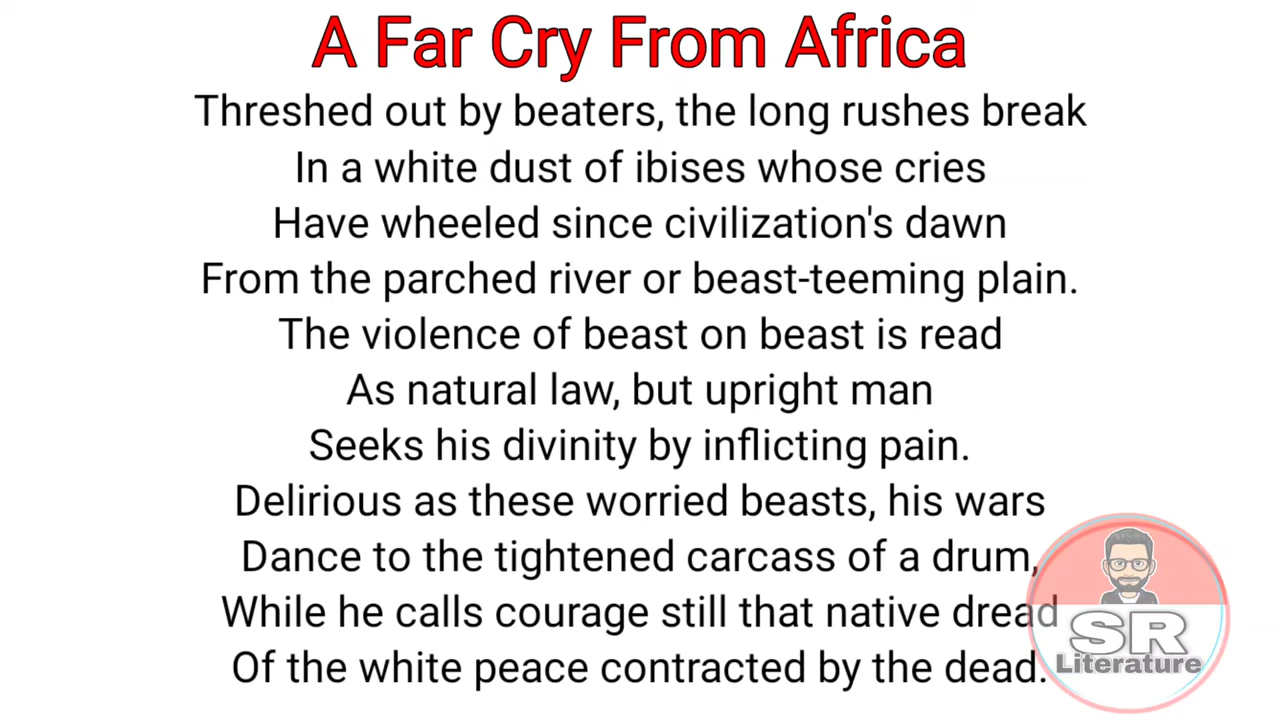 A Far Cry From Africa
Threshed out by beaters, the long rushes break
In a white dust of ibises whose cries
Have wheeled since civilization's dawn
From the parched river or beast-teeming plain.
The violence of beast on beast is read
As natural law, but upright man
Seeks his divinity by inflicting pain.
Delirious as these worried beasts, his wars
Dance to the tightened carcass of a drum,
While he calls courage still that native dread
Of the white peace contracted by the dead.
SR
Literature